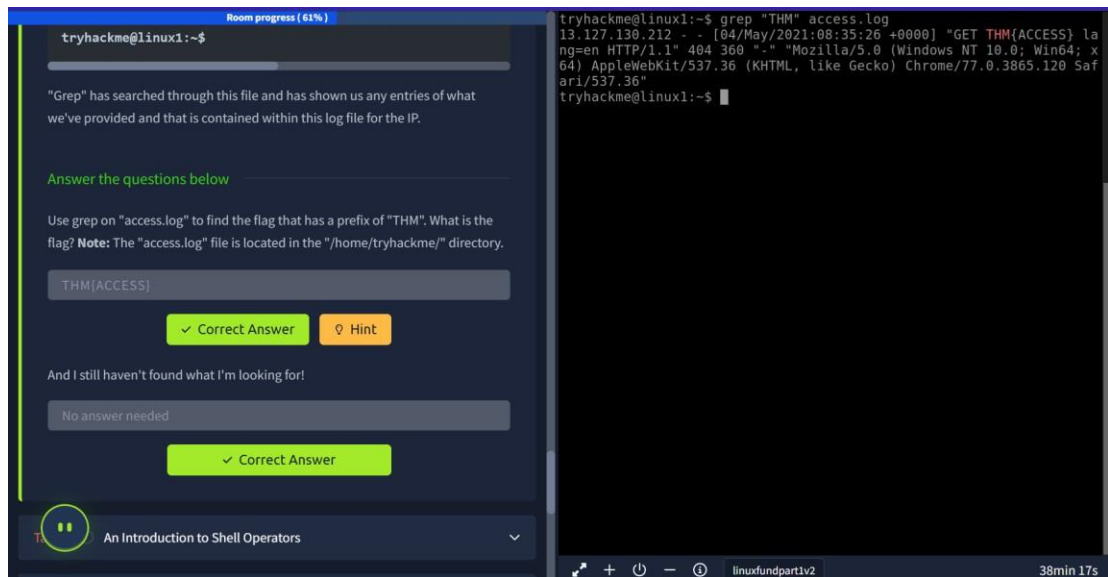 Room progress ( 61% )
tryhackme@linux1:~$
"Grep" has searched through this file and has shown us any entries of what
we've provided and that is contained within this log file for the IP.
Answer the questions below
Use grep on "access.log" to find the flag that has a prefix of "THM". What is the
flag? Note: The "access.log" file is located in the "/home/tryhackme/" directory.
THM{ACCESS}
✓ Correct Answer
Hint
And I still haven't found what I'm looking for!
No answer needed
✓ Correct Answer
An Introduction to Shell Operators
tryhackme@linux1:~$ grep "THM" access.log
13.127.130.212 - - [04/May/2021:08:35:26 +0000] "GET THM{ACCESS} la
ng=en HTTP/1.1" 404 360 "-" "Mozilla/5.0 (Windows NT 10.0; Win64; x
64) AppleWebKit/537.36 (KHTML, like Gecko) Chrome/77.0.3865.120 Saf
ari/537.36"
tryhackme@linux1:~$
linuxfundpart1v2
38min 17s